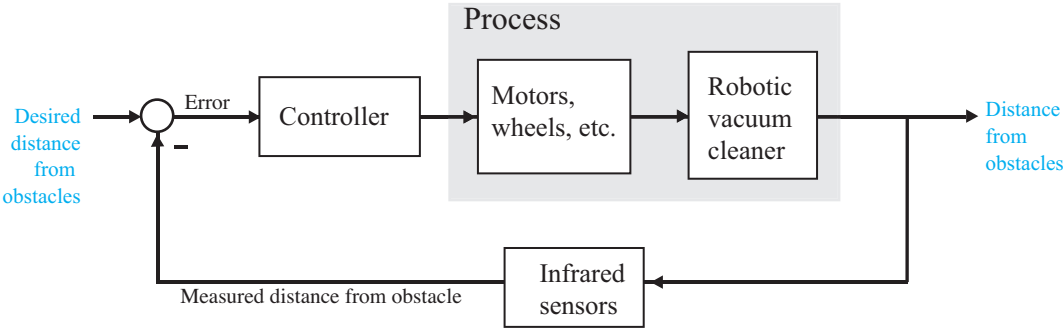 Process
Desired
distance
from
obstacles
Error
−
Controller
Motors,
wheels, etc.
Robotic
vacuum
cleaner
Distance
from
obstacles
Infrared
sensors
Measured distance from obstacle